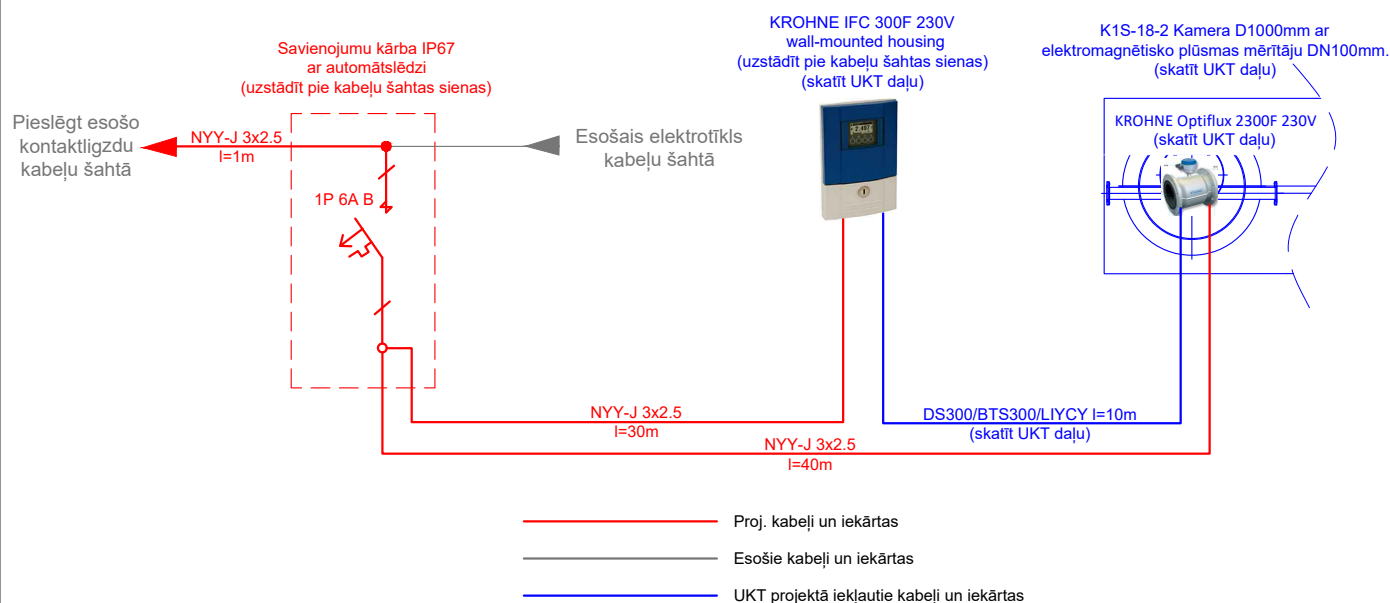 Savienojumu kārba IP67
ar automātslēdzi
(uzstādīt pie kabeļu šahtas sienas)
KROHNE IFC 300F 230V
wall-mounted housing
(uzstādīt pie kabeļu šahtas sienas)
(skatīt UKT daļu)
K1S-18-2 Kamera D1000mm ar
elektromagnētisko plūsmas mērītāju DN100mm.
(skatīt UKT daļu)
KROHNE Optiflux 2300F 230V
(skatīt UKT daļu)
Pieslēgt esošo
kontaktligzdu
kabeļu šahtā
NYY-J 3x2.5
l=1m
Esošais elektrotīkls
kabeļu šahtā
1P 6A B
NYY-J 3x2.5
l=30m
DS300/BTS300/LIYCY l=10m
(skatīt UKT daļu)
NYY-J 3x2.5
l=40m
Proj. kabeļi un iekārtas
Esošie kabeļi un iekārtas
UKT projektā iekļautie kabeļi un iekārtas